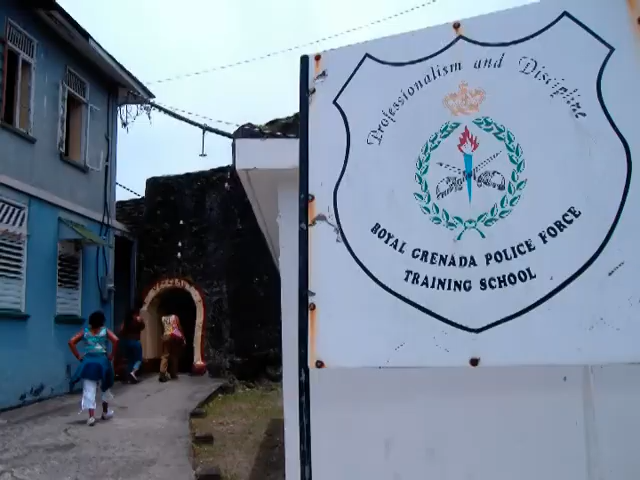 Professionalism and Discipline
ROYAL GRENADA POLICE FORCE
TRAINING SCHOOL